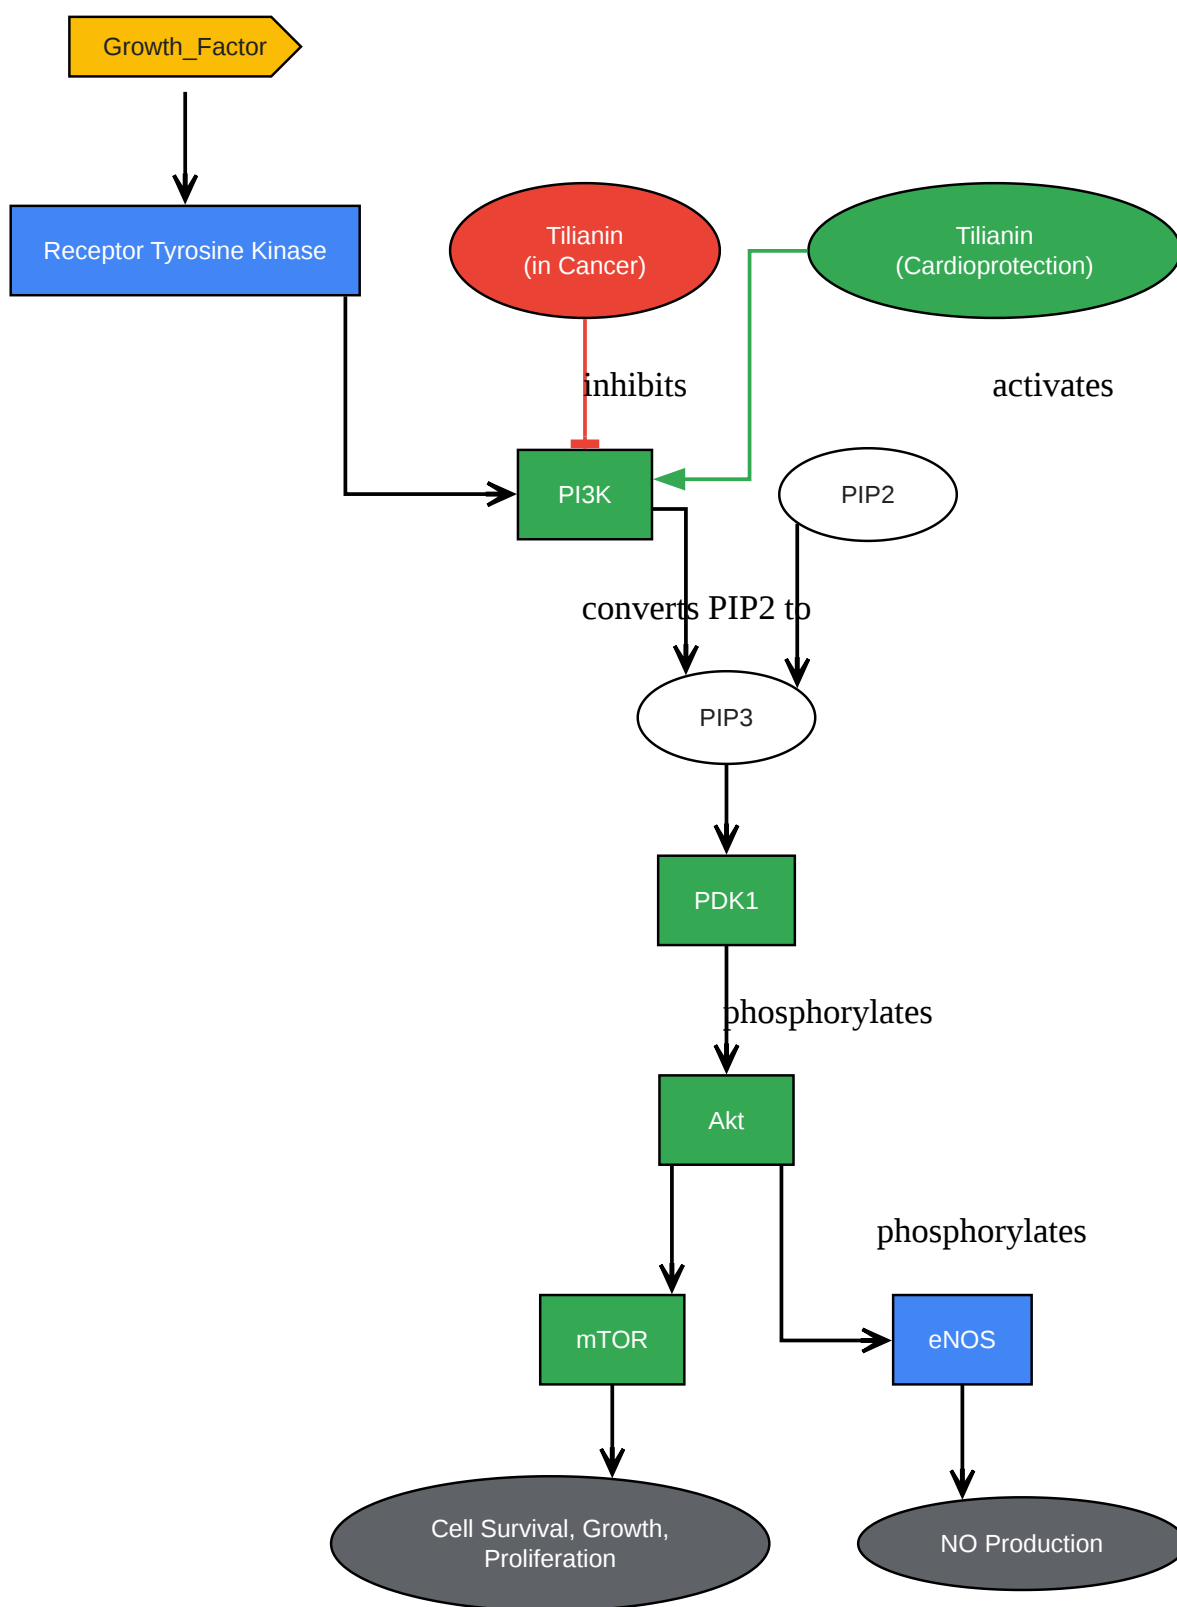 Growth_Factor
Receptor Tyrosine Kinase
Tilianin
(in Cancer)
Tilianin
(Cardioprotection)
inhibits
activates
PI3K
PIP2
converts PIP2 to
PIP3
PDK1
phosphorylates
Akt
phosphorylates
mTOR
eNOS
Cell Survival, Growth,
Proliferation
NO Production